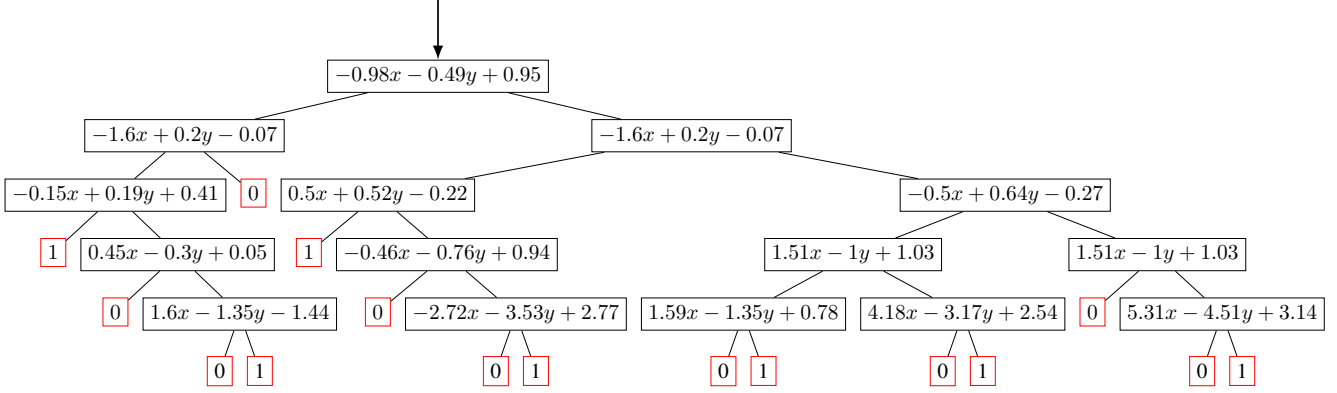 −0.98x − 0.49y + 0.95
−1.6x + 0.2y − 0.07 −1.6x + 0.2y − 0.07
−0.15x + 0.19y + 0.41 0 0.5x + 0.52y − 0.22 −0.5x + 0.64y − 0.27
1 0.45x − 0.3y + 0.05 1 −0.46x − 0.76y + 0.94 1.51x − 1y + 1.03 1.51x − 1y + 1.03
0 1.6x − 1.35y − 1.44 0 −2.72x − 3.53y + 2.77 1.59x − 1.35y + 0.78 4.18x − 3.17y + 2.54 0 5.31x − 4.51y + 3.14
0 1 0 1 0 1 0 1 0 1